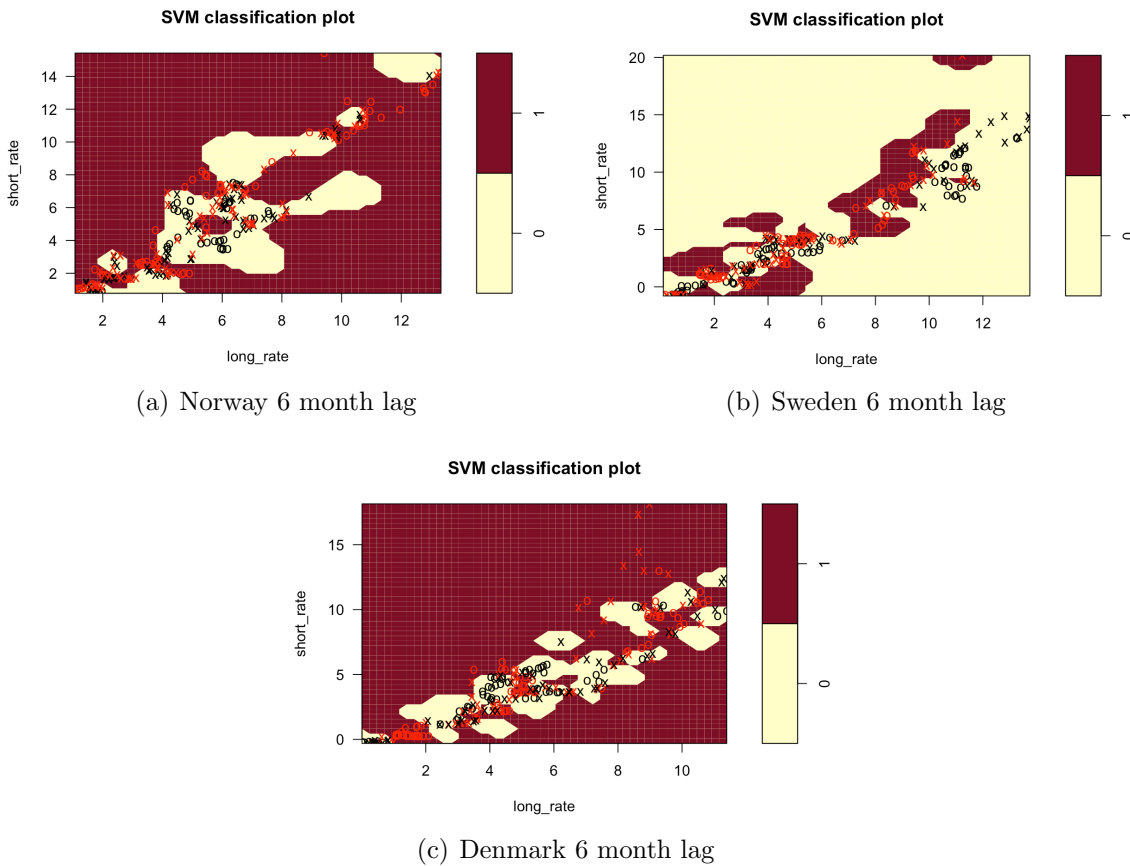 SVM classification plot
short_rate
14
12
10
8
6
4
2
2 4 6 8 10 12
long_rate
1
0
(a) Norway 6 month lag
SVM classification plot
short_rate
20
15
10
5
0
2 4 6 8 10 12
long_rate
1
0
(b) Sweden 6 month lag
SVM classification plot
short_rate
15
10
5
0
2 4 6 8 10
long_rate
1
0
(c) Denmark 6 month lag